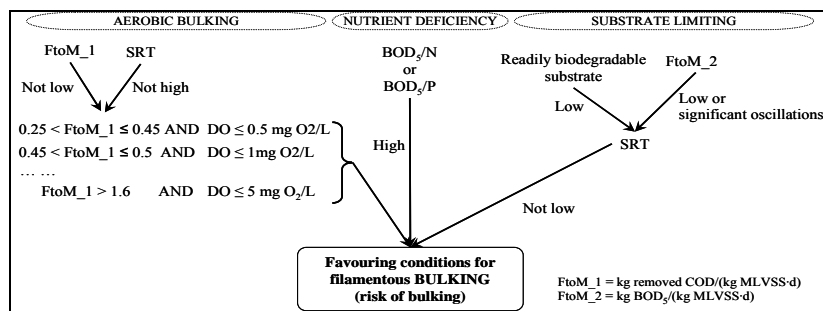 AEROBIC BULKING
NUTRIENT DEFICIENCY
SUBSTRATE LIMITING
FtoM_1
SRT
Not low
Not high
0.25 < FtoM_1 ≤ 0.45 AND DO ≤ 0.5 mg O2/L
0.45 < FtoM_1 ≤ 0.5 AND DO ≤ 1mg O2/L
… …
FtoM_1 > 1.6 AND DO ≤ 5 mg O₂/L
BOD₅/N
or
BOD₅/P
High
Readily biodegradable
substrate
FtoM_2
Low
Low or
significant oscillations
SRT
Not low
Favouring conditions for
filamentous BULKING
(risk of bulking)
FtoM_1 = kg removed COD/(kg MLVSS·d)
FtoM_2 = kg BOD₅/(kg MLVSS·d)